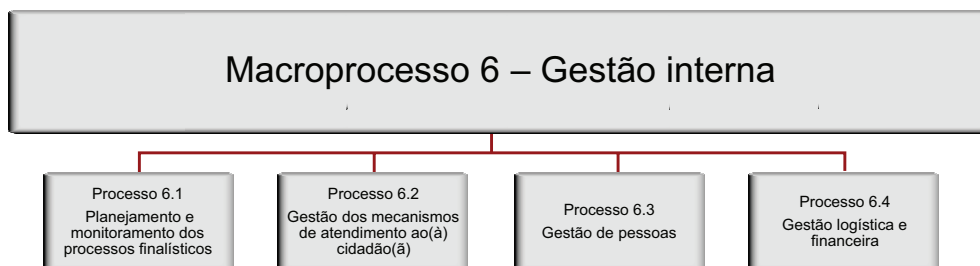 Macroprocesso 6 – Gestão interna
Processo 6.1
Planejamento e
monitoramento dos
processos finalísticos
Processo 6.2
Gestão dos mecanismos
de atendimento ao(à)
cidadão(ã)
Processo 6.3
Gestão de pessoas
Processo 6.4
Gestão logística e
financeira